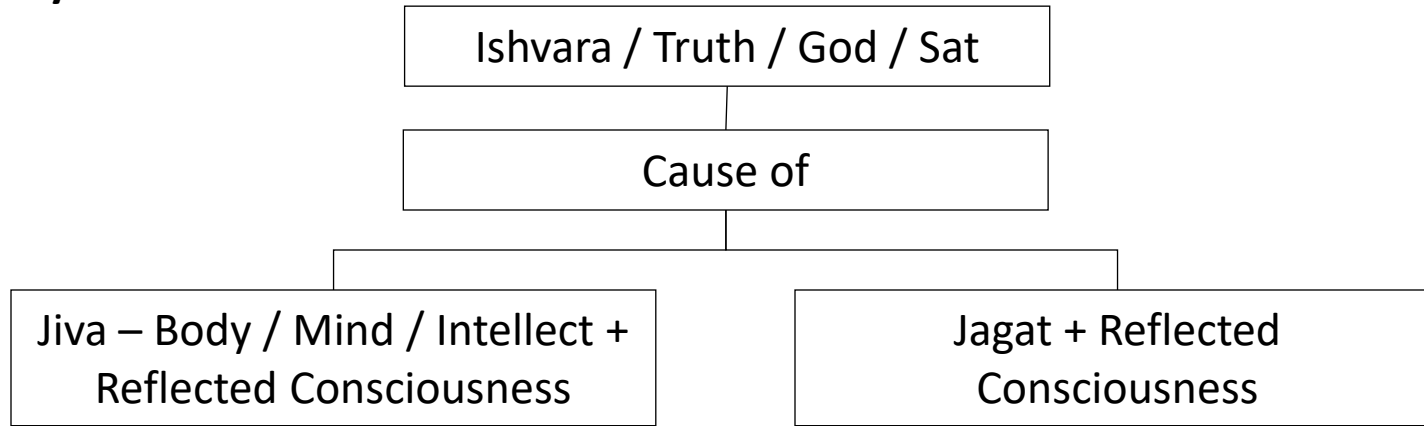 Ishvara / Truth / God / Sat
Cause of
Jiva – Body / Mind / Intellect +
Reflected Consciousness
Jagat + Reflected
Consciousness